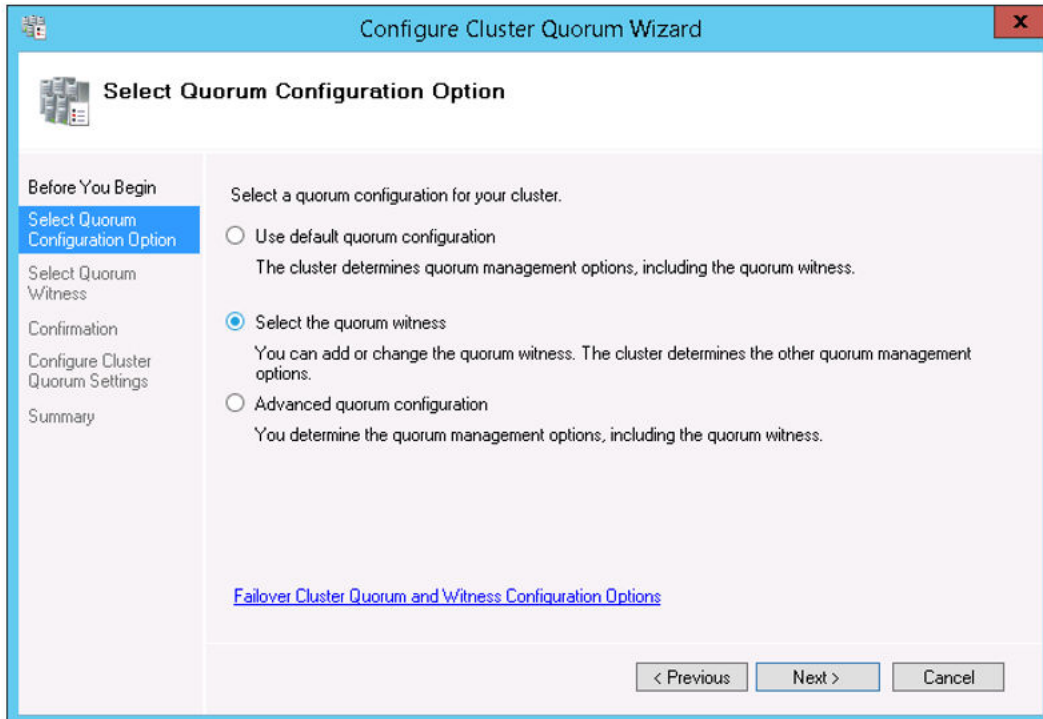 Configure Cluster Quorum Wizard
x
Select Quorum Configuration Option
Before You Begin
Select Quorum
Configuration Option
Select Quorum
Witness
Confirmation
Configure Cluster
Quorum Settings
Summary
Select a quorum configuration for your cluster.
Use default quorum configuration
The cluster determines quorum management options, including the quorum witness.
Select the quorum witness
You can add or change the quorum witness. The cluster determines the other quorum management
options.
Advanced quorum configuration
You determine the quorum management options, including the quorum witness.
Failover Cluster Quorum and Witness Configuration Options
< Previous
Next >
Cancel